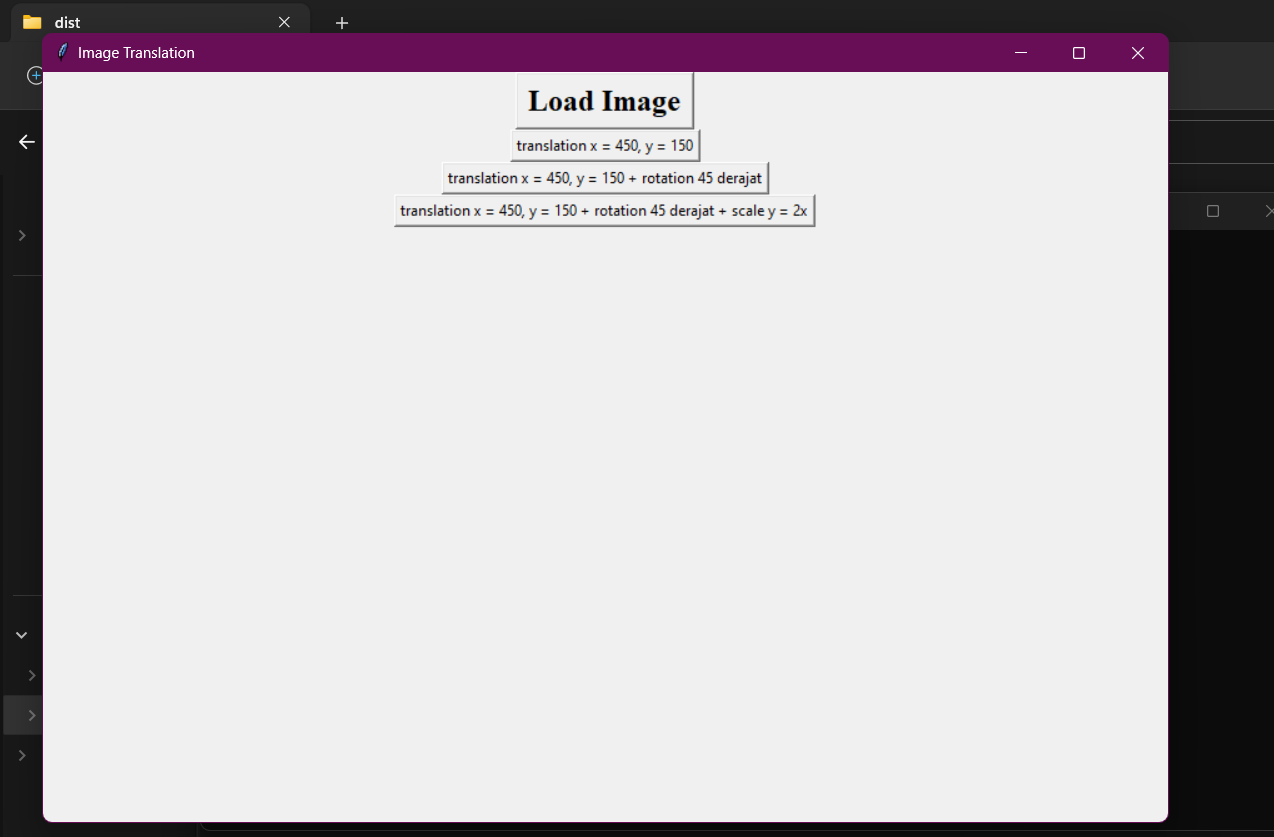 dist
Image Translation
Load Image
translation x = 450, y = 150
translation x = 450, y = 150 + rotation 45 derajat
translation x = 450, y = 150 + rotation 45 derajat + scale y = 2x